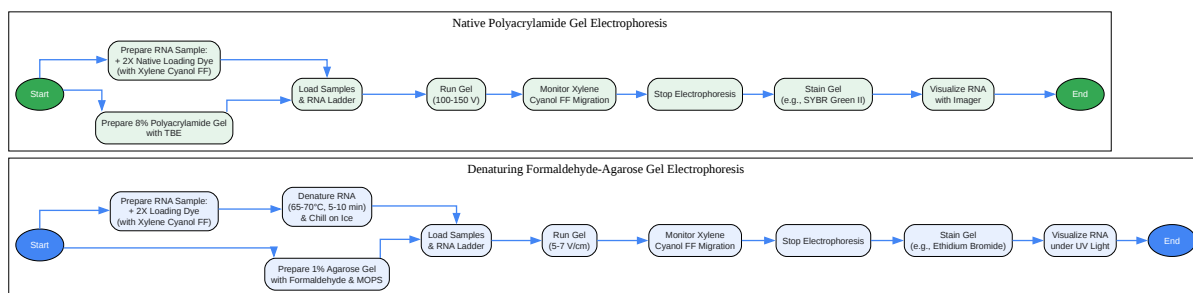 Native Polyacrylamide Gel Electrophoresis
Start
Prepare RNA Sample:
+ 2X Native Loading Dye
(with Xylene Cyanol FF)
Prepare 8% Polyacrylamide Gel
with TBE
Load Samples
& RNA Ladder
Run Gel
(100-150 V)
Monitor Xylene
Cyanol FF Migration
Stop Electrophoresis
Stain Gel
(e.g., SYBR Green II)
Visualize RNA
with Imager
End
Denaturing Formaldehyde-Agarose Gel Electrophoresis
Start
Prepare RNA Sample:
+ 2X Loading Dye
(with Xylene Cyanol FF)
Denature RNA
(65-70°C, 5-10 min)
& Chill on Ice
Prepare 1% Agarose Gel
with Formaldehyde & MOPS
Load Samples
& RNA Ladder
Run Gel
(5-7 V/cm)
Monitor Xylene
Cyanol FF Migration
Stop Electrophoresis
Stain Gel
(e.g., Ethidium Bromide)
Visualize RNA
under UV Light
End